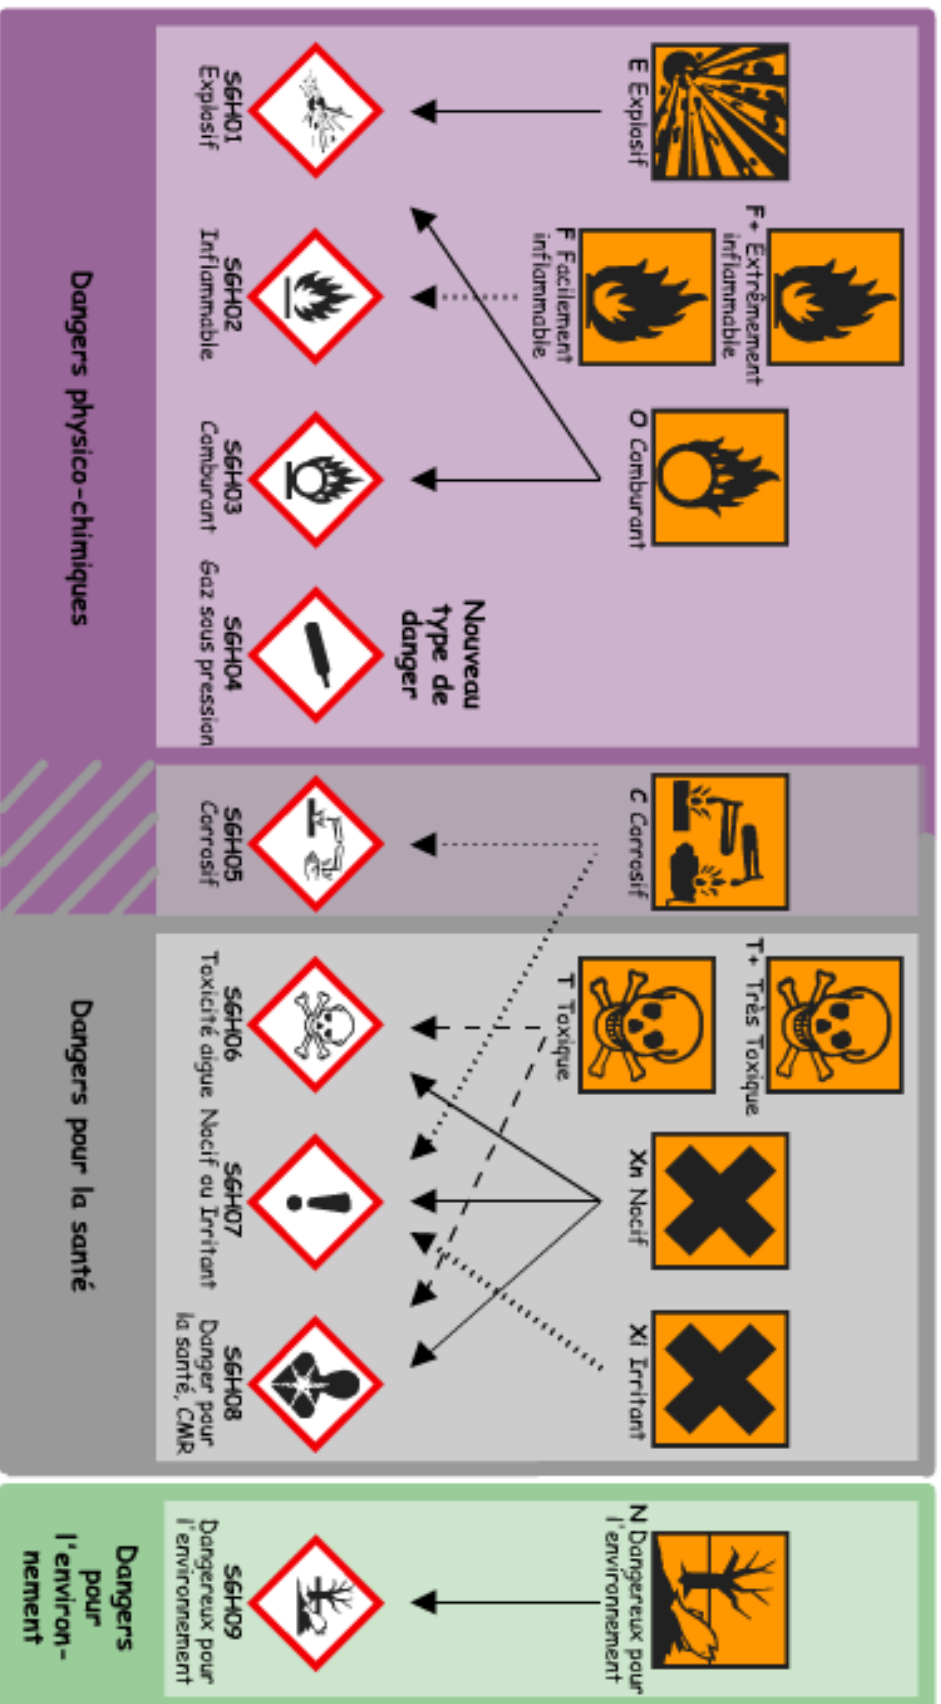 E Explosif
F+ Extrêmement
inflammable
F Facilement
inflammable
O Comburant
C Corrosif
T+ Très Toxique
T Toxique
Xn Nocif
Xi Irritant
N Dangereux pour
l'environnement
Nouveau
type de
danger
SGH01
Explosif
SGH02
Inflammable
SGH03
Comburant
SGH04
Gaz sous pression
SGH05
Corrosif
SGH06
Toxicité aigue
SGH07
Nocif ou Irritant
SGH08
Danger pour
la santé, CMR
SGH09
Dangereux pour
l'environnement
Dangers physico-chimiques
Dangers pour la santé
Dangers
pour
l'environ-
nement